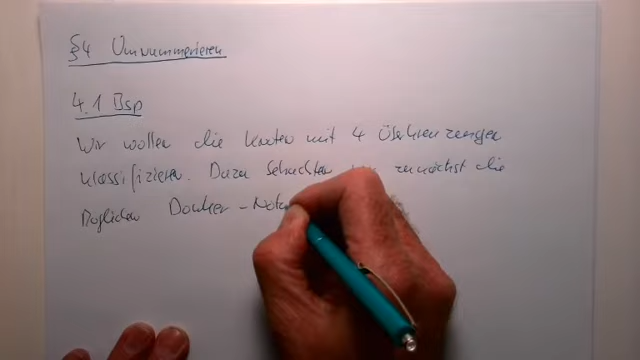 §4 Umnummerieren
4.1 Bsp
Wir wollen die Knoten mit 4 Überkreuzungen
klassifizieren. Dazu betrachten zunächst die
möglichen Dowker-Not